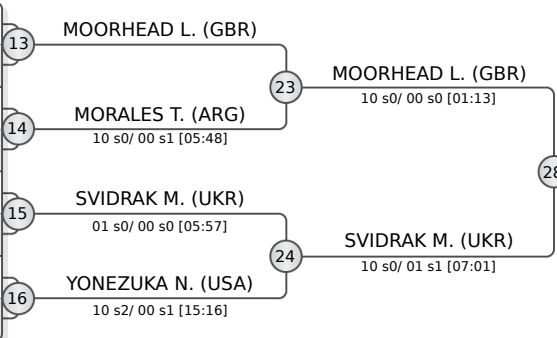 MOORHEAD L. (GBR)
13
23
MOORHEAD L. (GBR)
10 s0/ 00 s0 [01:13]
MORALES T. (ARG)
14
10 s0/ 00 s1 [05:48]
28
SVIDRAK M. (UKR)
15
01 s0/ 00 s0 [05:57]
24
SVIDRAK M. (UKR)
10 s0/ 01 s1 [07:01]
YONEZUKA N. (USA)
16
10 s2/ 00 s1 [15:16]